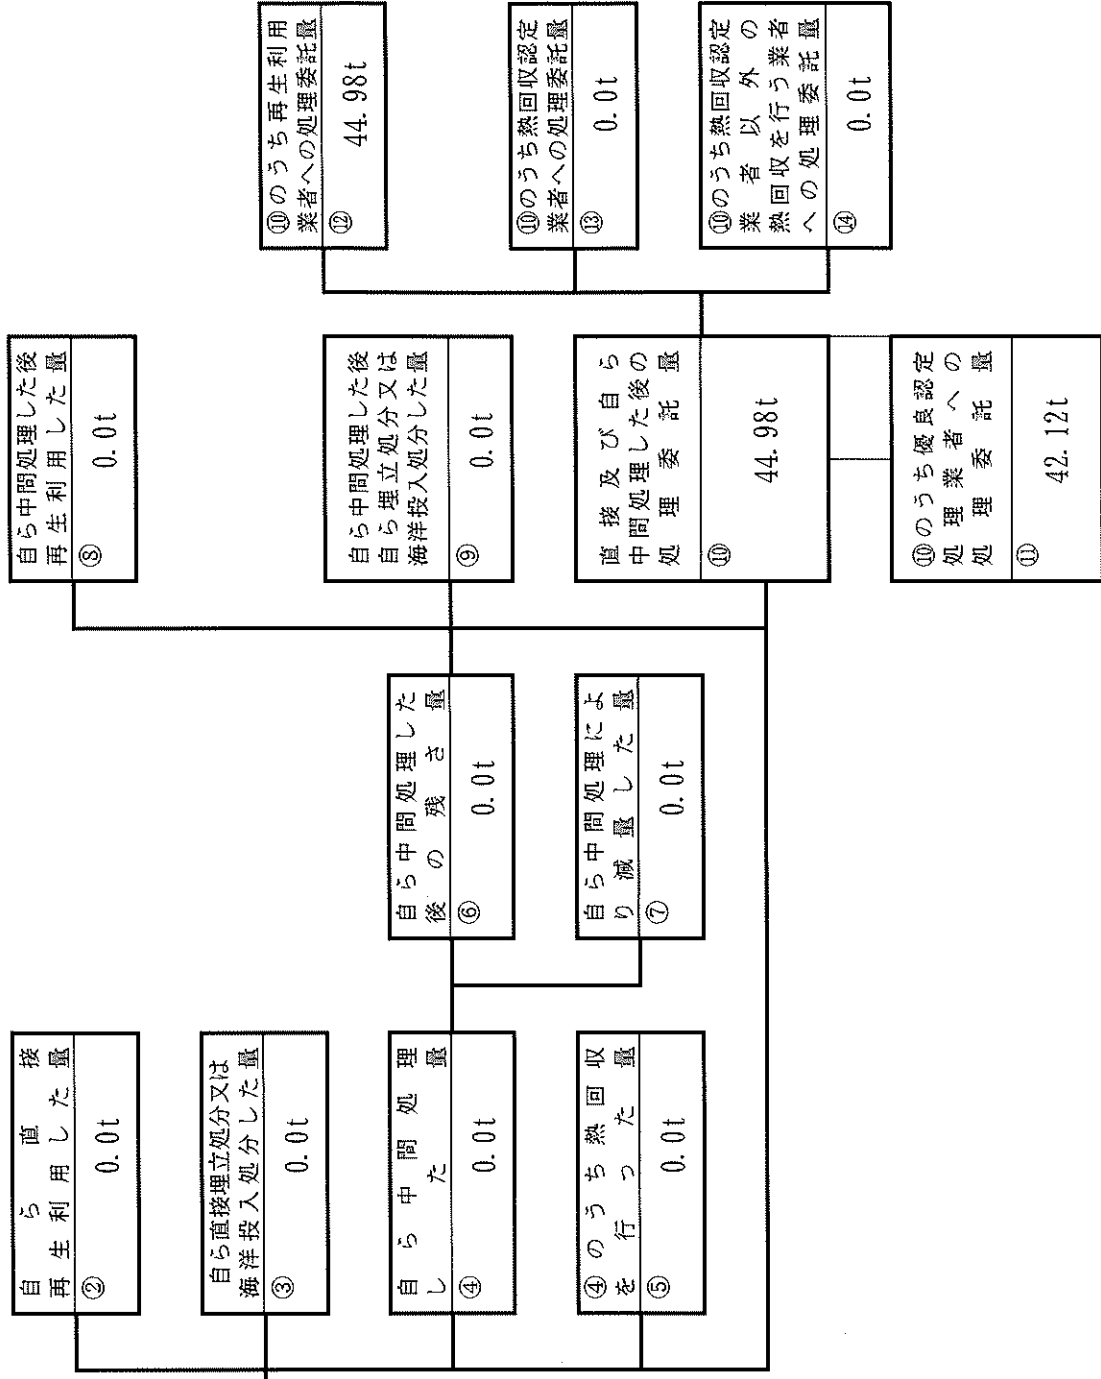 自ら直接
再生利用した量
②
0.0t
自ら直接埋立処分又は
海洋投入処分した量
③
0.0t
自ら中間処理
した量
④
0.0t
④のうち熱回収
を行った量
⑤
0.0t
自ら中間処理した
後の残さ量
⑥
0.0t
自ら中間処理によ
り減量した量
⑦
0.0t
自ら中間処理した後
再生利用した量
⑧
0.0t
自ら中間処理した後
自ら埋立処分又は
海洋投入処分した量
⑨
0.0t
直接及び自ら
中間処理した後の
処理委託量
⑩
44.98t
⑩のうち優良認定
処理業者への
処理委託量
⑪
42.12t
⑩のうち再生利用
業者への処理委託量
⑫
44.98t
⑩のうち熱回収認定
業者への処理委託量
⑬
0.0t
⑩のうち熱回収認定
業者以外の
熱回収を行う業者
への処理委託量
⑭
0.0t